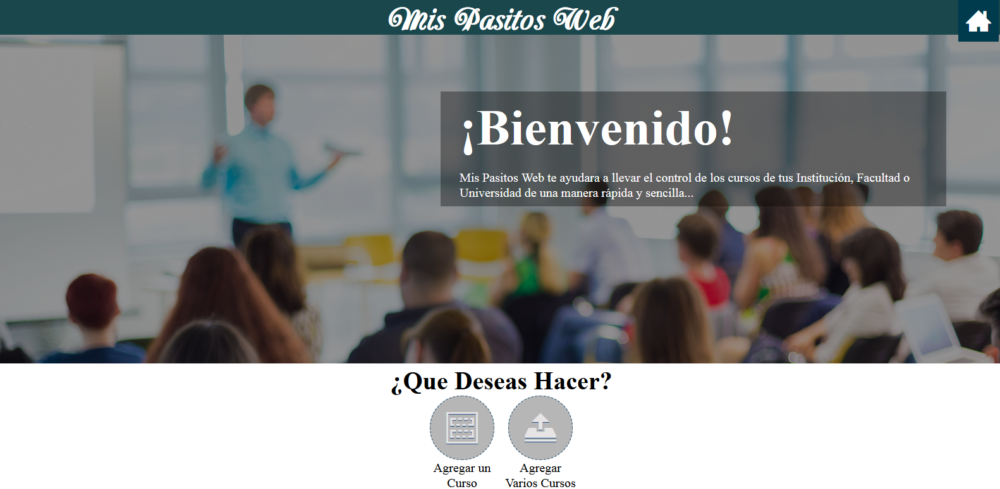 Mis Pasitos Web
¡Bienvenido!
Mis Pasitos Web te ayudara a llevar el control de los cursos de tus Institución, Facultad o
Universidad de una manera rápida y sencilla...
¿Que Deseas Hacer?
Agregar un
Curso
Agregar
Varios Cursos